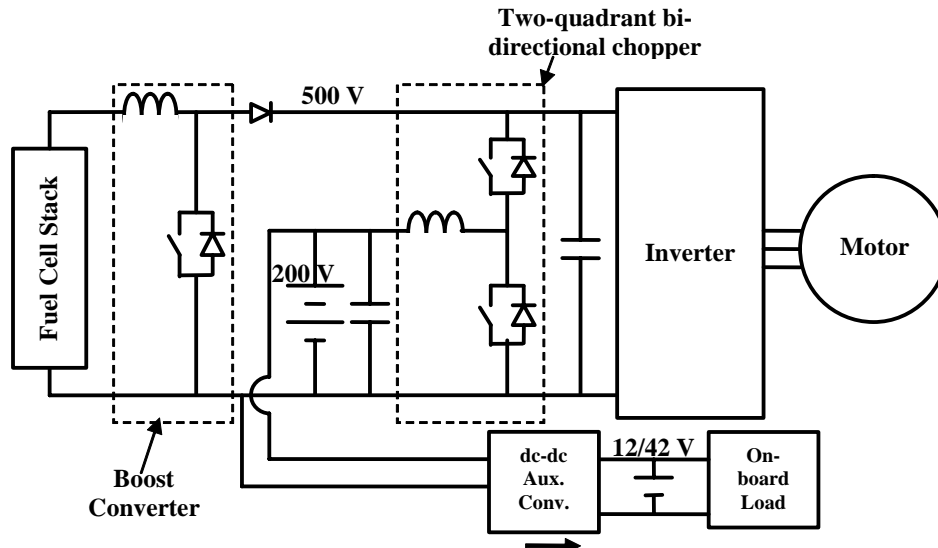 Two-quadrant bi-
directional chopper
500 V
Fuel Cell Stack
200 V
Inverter
Motor
Boost
Converter
dc-dc
Aux.
Conv.
12/42 V
On-
board
Load